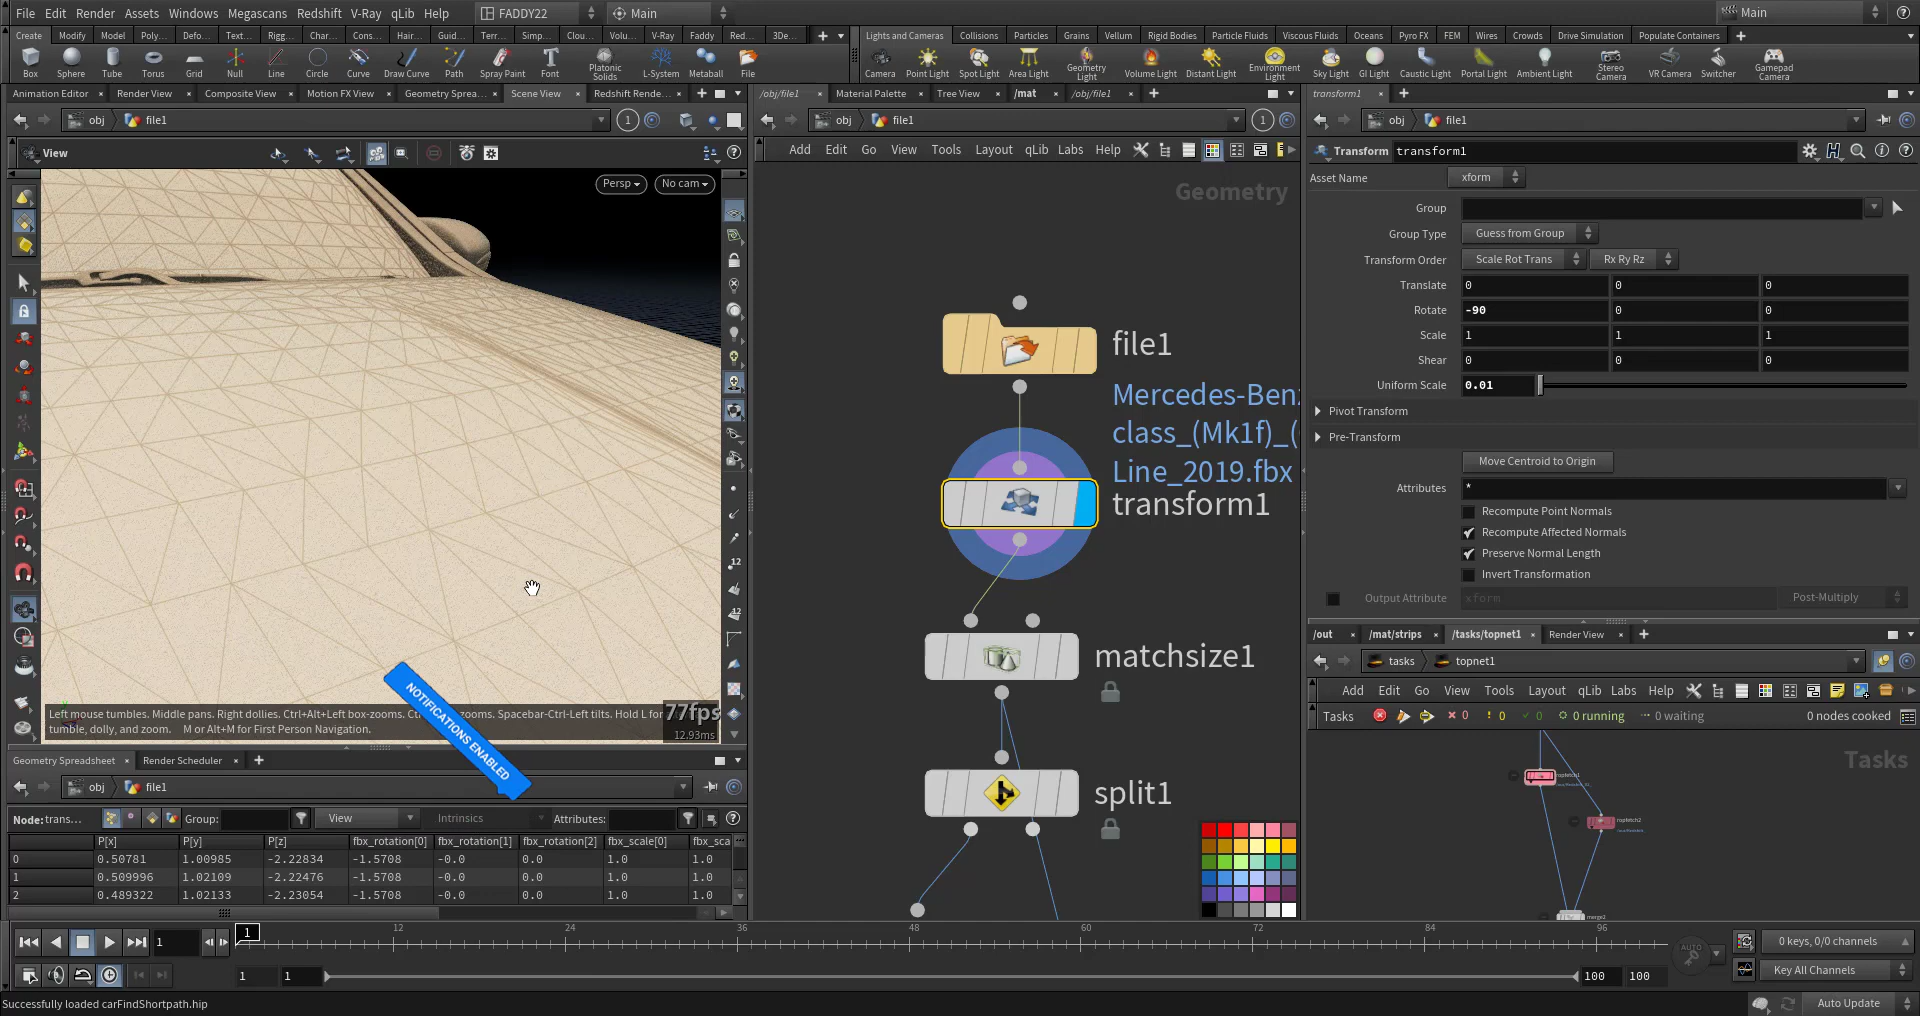 File Edit Render Assets Windows Megascans Redshift V-Ray qLib Help FADDY22 Main Main
Create Modify Model Poly... Defo... Text... Rigg... Char... Cons... Hair... Guid... Terr... Simp... Clou... Volu... V-Ray Faddy Red... 3De...
Lights and Cameras Collisions Particles Grains Vellum Rigid Bodies Particle Fluids Viscous Fluids Oceans Pyro FX FEM Wires Crowds Drive Simulation Populate Containers
Box Sphere Tube Torus Grid Null Line Circle Curve Draw Curve Path Spray Paint Font Platonic Solids L-System Metaball File
Camera Point Light Spot Light Area Light Geometry Light Volume Light Distant Light Environment Light Sky Light GI Light Caustic Light Portal Light Ambient Light Stereo Camera VR Camera Switcher Gamepad Camera
Animation Editor Render View Composite View Motion FX View Geometry Sprea... Scene View Redshift Rende...
/obj/file1 Material Palette Tree View /mat /obj/file1
transform1
obj file1 1
obj file1 1
obj file1
View
Add Edit Go View Tools Layout qLib Labs Help
Transform transform1
Asset Name xform
Persp No cam
Geometry
Group
Group Type Guess from Group
Transform Order Scale Rot Trans Rx Ry Rz
Translate 0 0 0
Rotate -90 0 0
Scale 1 1 1
Shear 0 0 0
Uniform Scale 0.01
Pivot Transform
Pre-Transform
Move Centroid to Origin
Attributes *
Recompute Point Normals
Recompute Affected Normals
Preserve Normal Length
Invert Transformation
Output Attribute xform Post-Multiply
file1
Mercedes-Benz
class_(Mk1f)_(
Line_2019.fbx
transform1
matchsize1
split1
Left mouse tumbles. Middle pans. Right dollies. Ctrl+Alt+Left box-zooms. Ct zooms. Spacebar-Ctrl-Left tilts. Hold L for
tumble, dolly, and zoom. M or Alt+M for First Person Navigation.
77fps
12.93ms
NOTIFICATIONS ENABLED
/out /mat/strips /tasks/topnet1 Render View
tasks topnet1
Add Edit Go View Tools Layout qLib Labs Help
Tasks 0 0 0 0 running 0 waiting 0 nodes cooked
Tasks
ropfetch1
ropfetch2
merge2
Geometry Spreadsheet Render Scheduler
obj file1
Node: trans... Group: View Intrinsics Attributes:
P[x] P[y] P[z] fbx_rotation[0] fbx_rotation[1] fbx_rotation[2] fbx_scale[0] fbx_sca
0 0.50781 1.00985 -2.22834 -1.5708 -0.0 0.0 1.0 1.0
1 0.509996 1.02109 -2.22476 -1.5708 -0.0 0.0 1.0 1.0
2 0.489322 1.02133 -2.23054 -1.5708 -0.0 0.0 1.0 1.0
1 1 12 24 36 48 60 72 84 96
AUTO
0 keys, 0/0 channels
1 1 100 100
Key All Channels
Successfully loaded carFindShortpath.hip
Auto Update